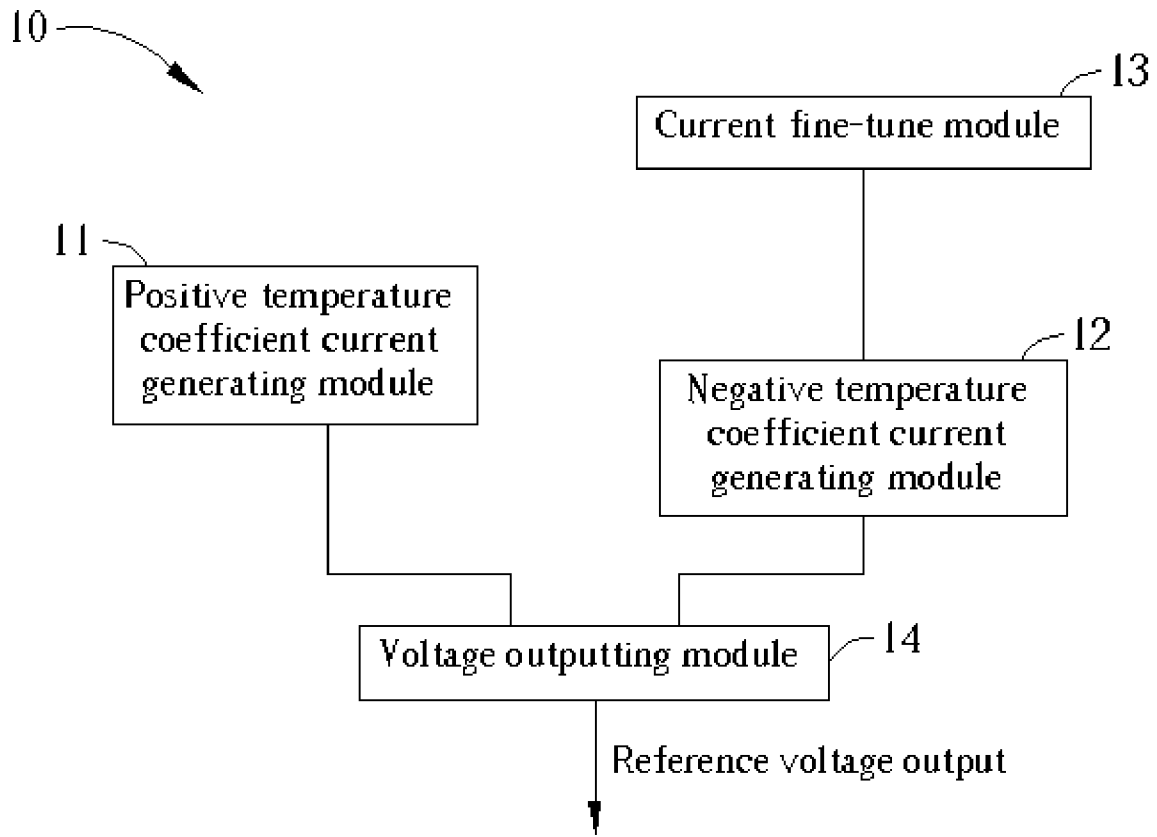 10
13
Current fine-tune module
11
Positive temperature
coefficient current
generating module
12
Negative temperature
coefficient current
generating module
14
Voltage outputting module
Reference voltage output